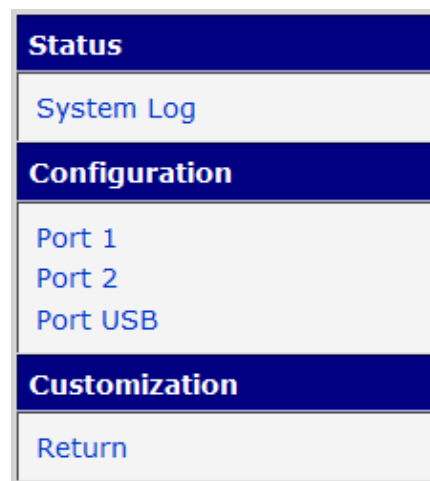 Status
System Log
Configuration
Port 1
Port 2
Port USB
Customization
Return